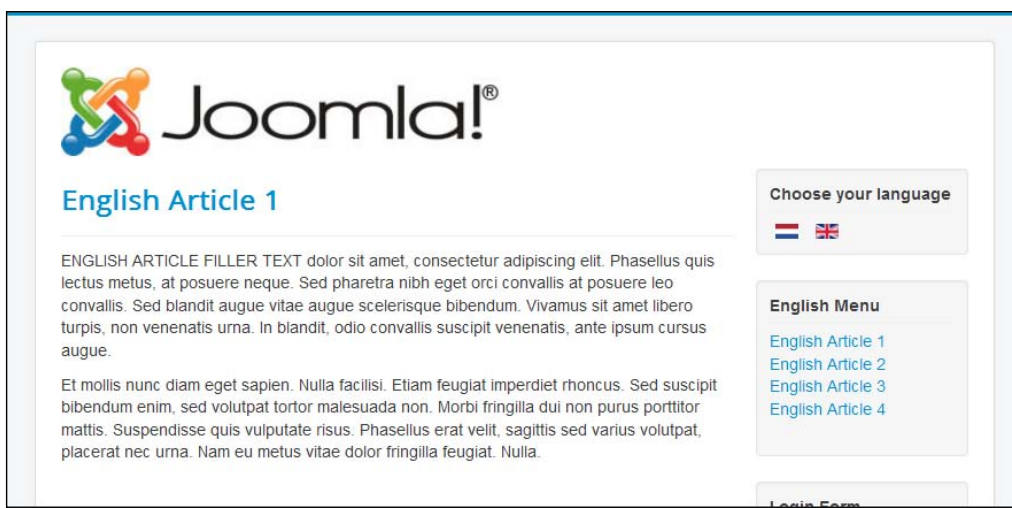 Joomla!®
English Article 1
ENGLISH ARTICLE FILLER TEXT dolor sit amet, consectetur adipiscing elit. Phasellus quis
lectus metus, at posuere neque. Sed pharetra nibh eget orci convallis at posuere leo
convallis. Sed blandit augue vitae augue scelerisque bibendum. Vivamus sit amet libero
turpis, non venenatis urna. In blandit, odio convallis suscipit venenatis, ante ipsum cursus
augue.
Et mollis nunc diam eget sapien. Nulla facilisi. Etiam feugiat imperdiet rhoncus. Sed suscipit
bibendum enim, sed volutpat tortor malesuada non. Morbi fringilla dui non purus porttitor
mattis. Suspendisse quis vulputate risus. Phasellus erat velit, sagittis sed varius volutpat,
placerat nec urna. Nam eu metus vitae dolor fringilla feugiat. Nulla.
Choose your language
English Menu
English Article 1
English Article 2
English Article 3
English Article 4
Login Form